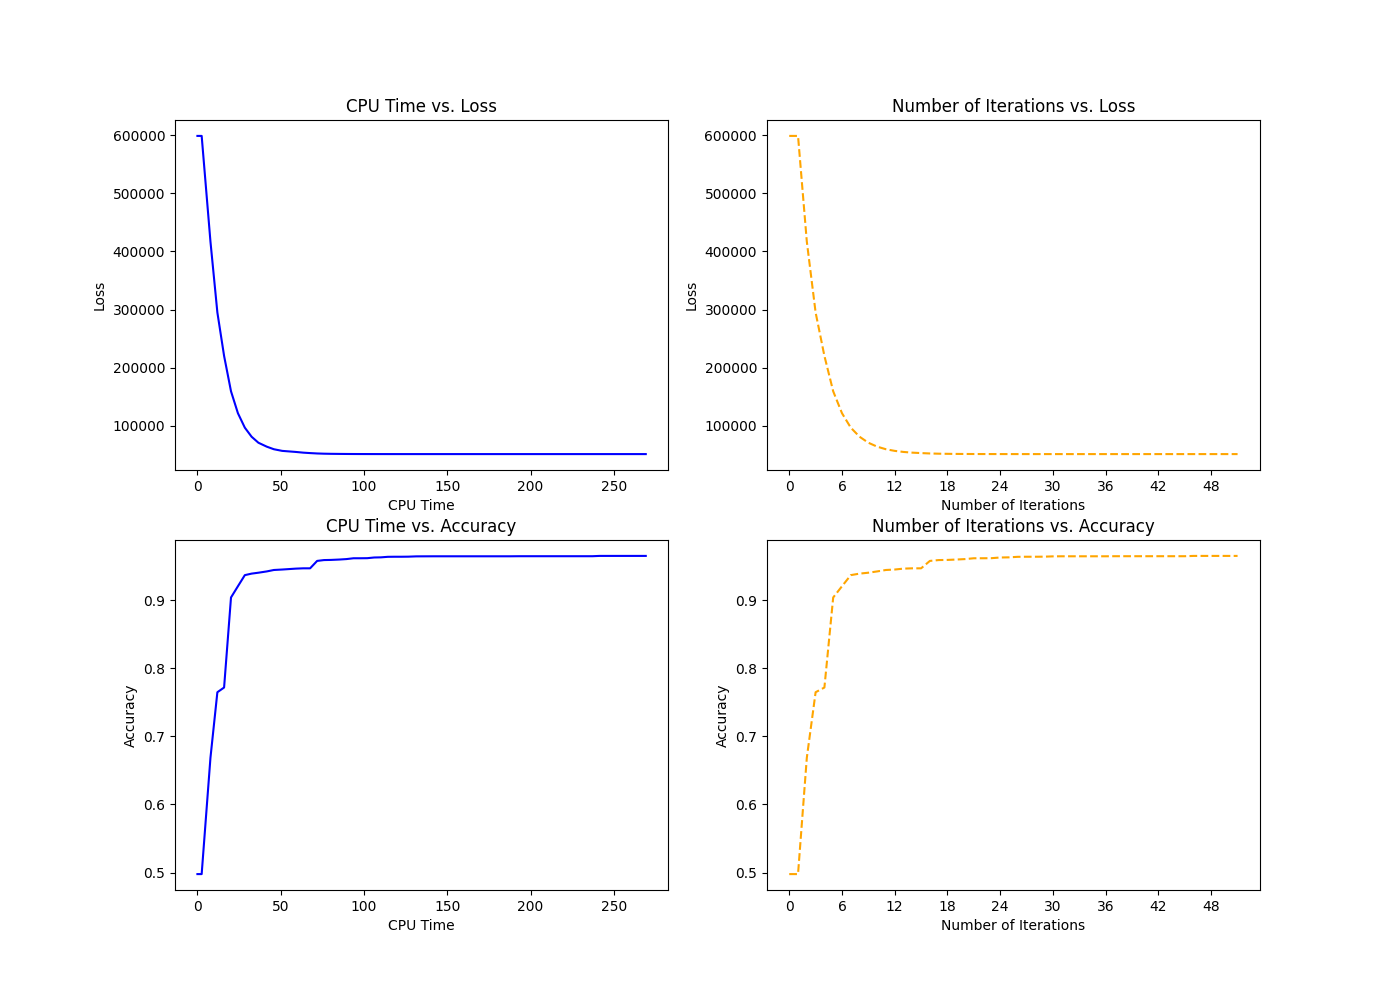 CPU Time vs. Loss
600000
500000
400000
300000
200000
100000
Loss
0 50 100 150 200 250
CPU Time
Number of Iterations vs. Loss
600000
500000
400000
300000
200000
100000
Loss
0 6 12 18 24 30 36 42 48
Number of Iterations
CPU Time vs. Accuracy
0.9
0.8
0.7
0.6
0.5
Accuracy
0 50 100 150 200 250
CPU Time
Number of Iterations vs. Accuracy
0.9
0.8
0.7
0.6
0.5
Accuracy
0 6 12 18 24 30 36 42 48
Number of Iterations